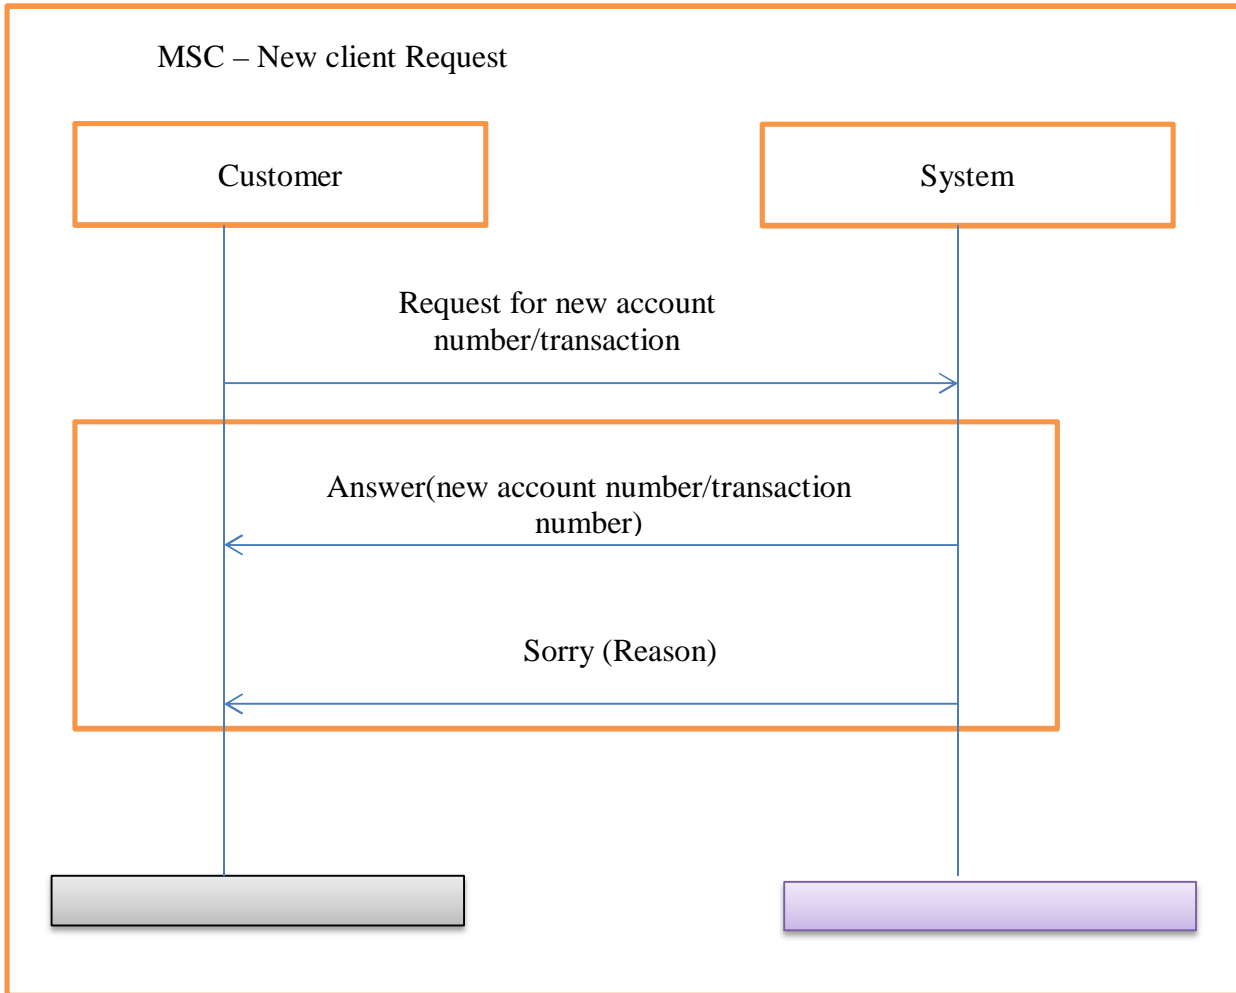 MSC – New client Request
Customer
System
Request for new account
number/transaction
Answer(new account number/transaction
number)
Sorry (Reason)